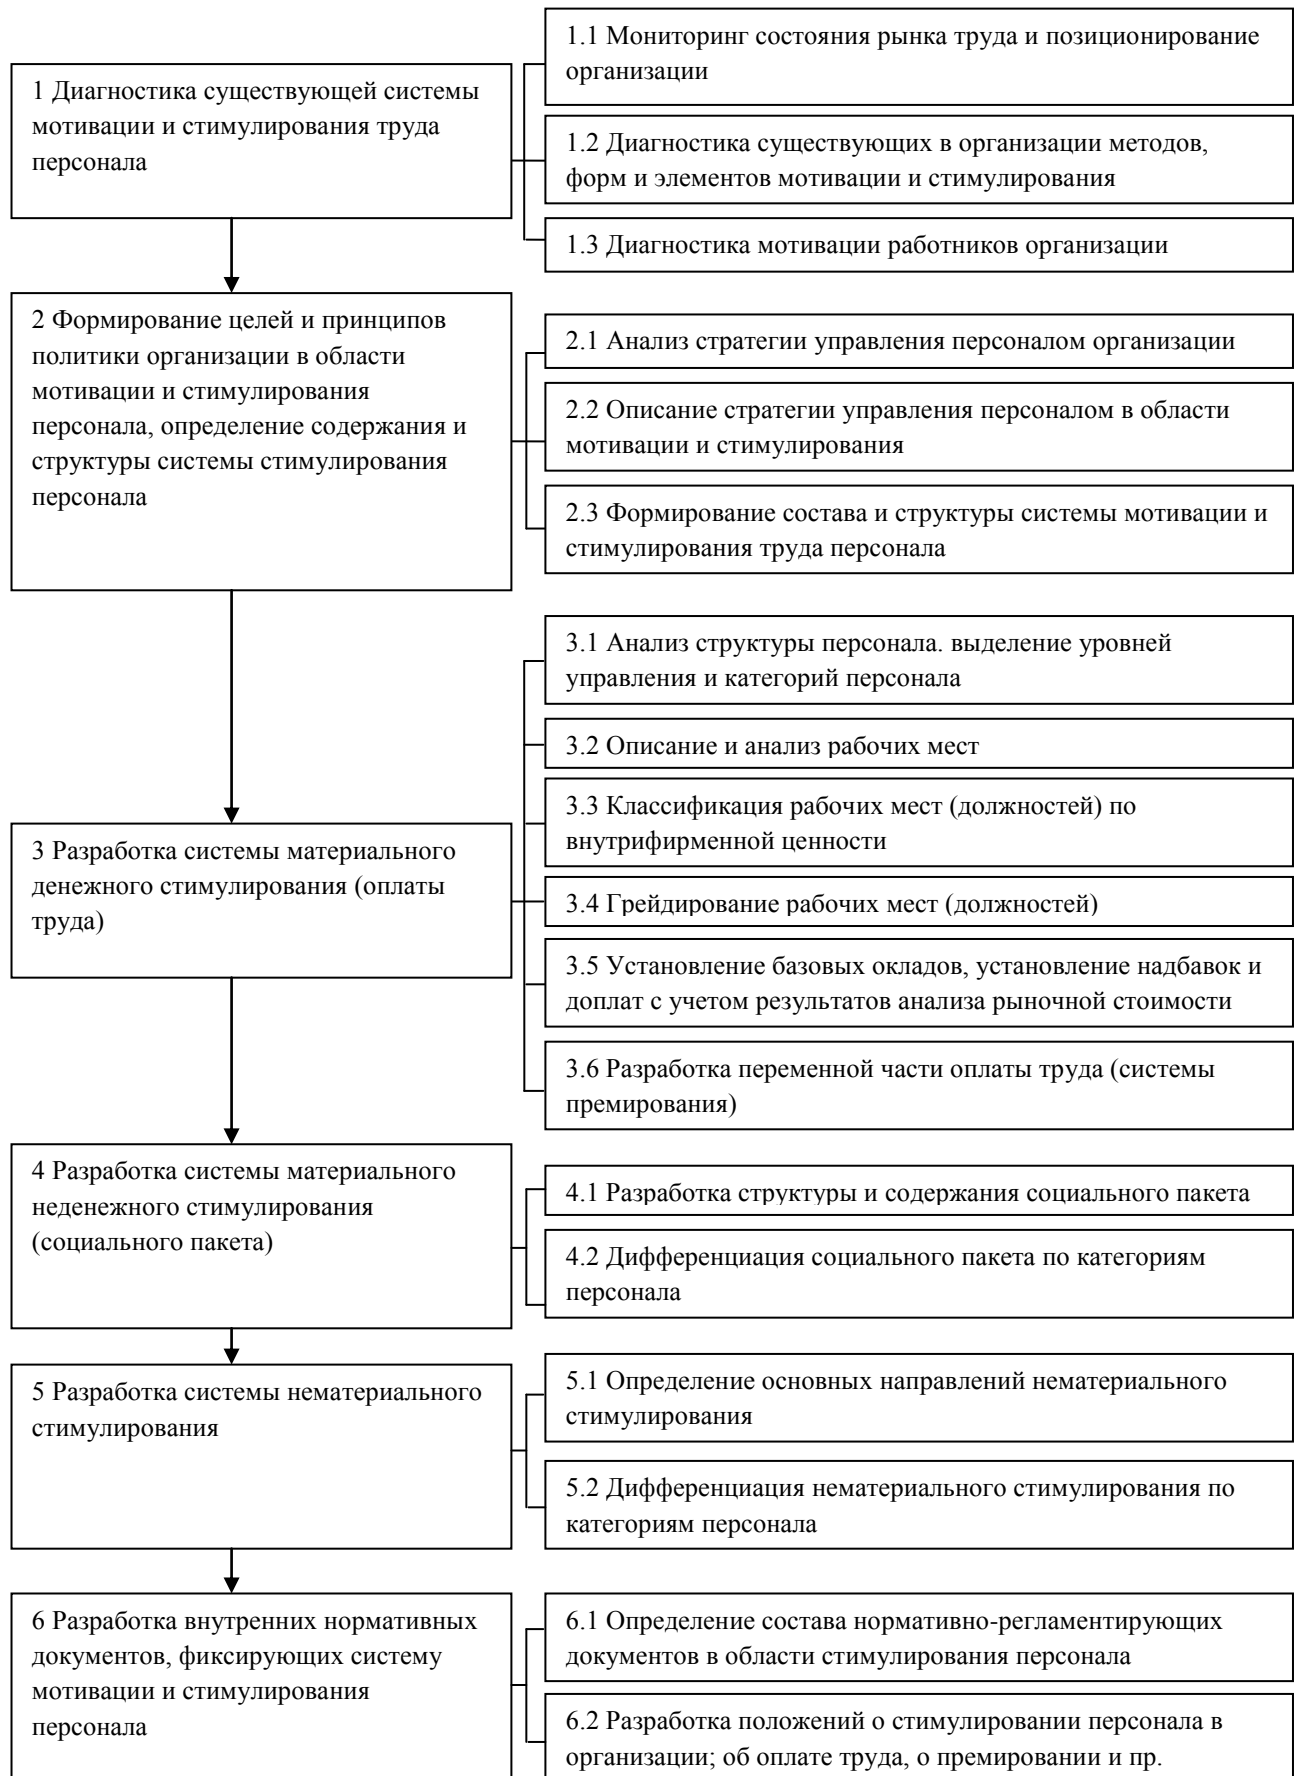 1 Диагностика существующей системы
мотивации и стимулирования труда
персонала
1.1 Мониторинг состояния рынка труда и позиционирование
организации
1.2 Диагностика существующих в организации методов,
форм и элементов мотивации и стимулирования
1.3 Диагностика мотивации работников организации
2 Формирование целей и принципов
политики организации в области
мотивации и стимулирования
персонала, определение содержания и
структуры системы стимулирования
персонала
2.1 Анализ стратегии управления персоналом организации
2.2 Описание стратегии управления персоналом в области
мотивации и стимулирования
2.3 Формирование состава и структуры системы мотивации и
стимулирования труда персонала
3 Разработка системы материального
денежного стимулирования (оплаты
труда)
3.1 Анализ структуры персонала. выделение уровней
управления и категорий персонала
3.2 Описание и анализ рабочих мест
3.3 Классификация рабочих мест (должностей) по
внутрифирменной ценности
3.4 Грейдирование рабочих мест (должностей)
3.5 Установление базовых окладов, установление надбавок и
доплат с учетом результатов анализа рыночной стоимости
3.6 Разработка переменной части оплаты труда (системы
премирования)
4 Разработка системы материального
неденежного стимулирования
(социального пакета)
4.1 Разработка структуры и содержания социального пакета
4.2 Дифференциация социального пакета по категориям
персонала
5 Разработка системы нематериального
стимулирования
5.1 Определение основных направлений нематериального
стимулирования
5.2 Дифференциация нематериального стимулирования по
категориям персонала
6 Разработка внутренних нормативных
документов, фиксирующих систему
мотивации и стимулирования
персонала
6.1 Определение состава нормативно-регламентирующих
документов в области стимулирования персонала
6.2 Разработка положений о стимулировании персонала в
организации; об оплате труда, о премировании и пр.